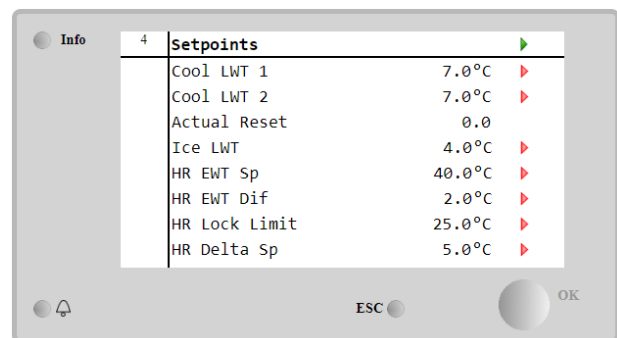 Info
4 Setpoints
Cool LWT 1 7.0°C
Cool LWT 2 7.0°C
Actual Reset 0.0
Ice LWT 4.0°C
HR EWT Sp 40.0°C
HR EWT Dif 2.0°C
HR Lock Limit 25.0°C
HR Delta Sp 5.0°C
ESC
OK